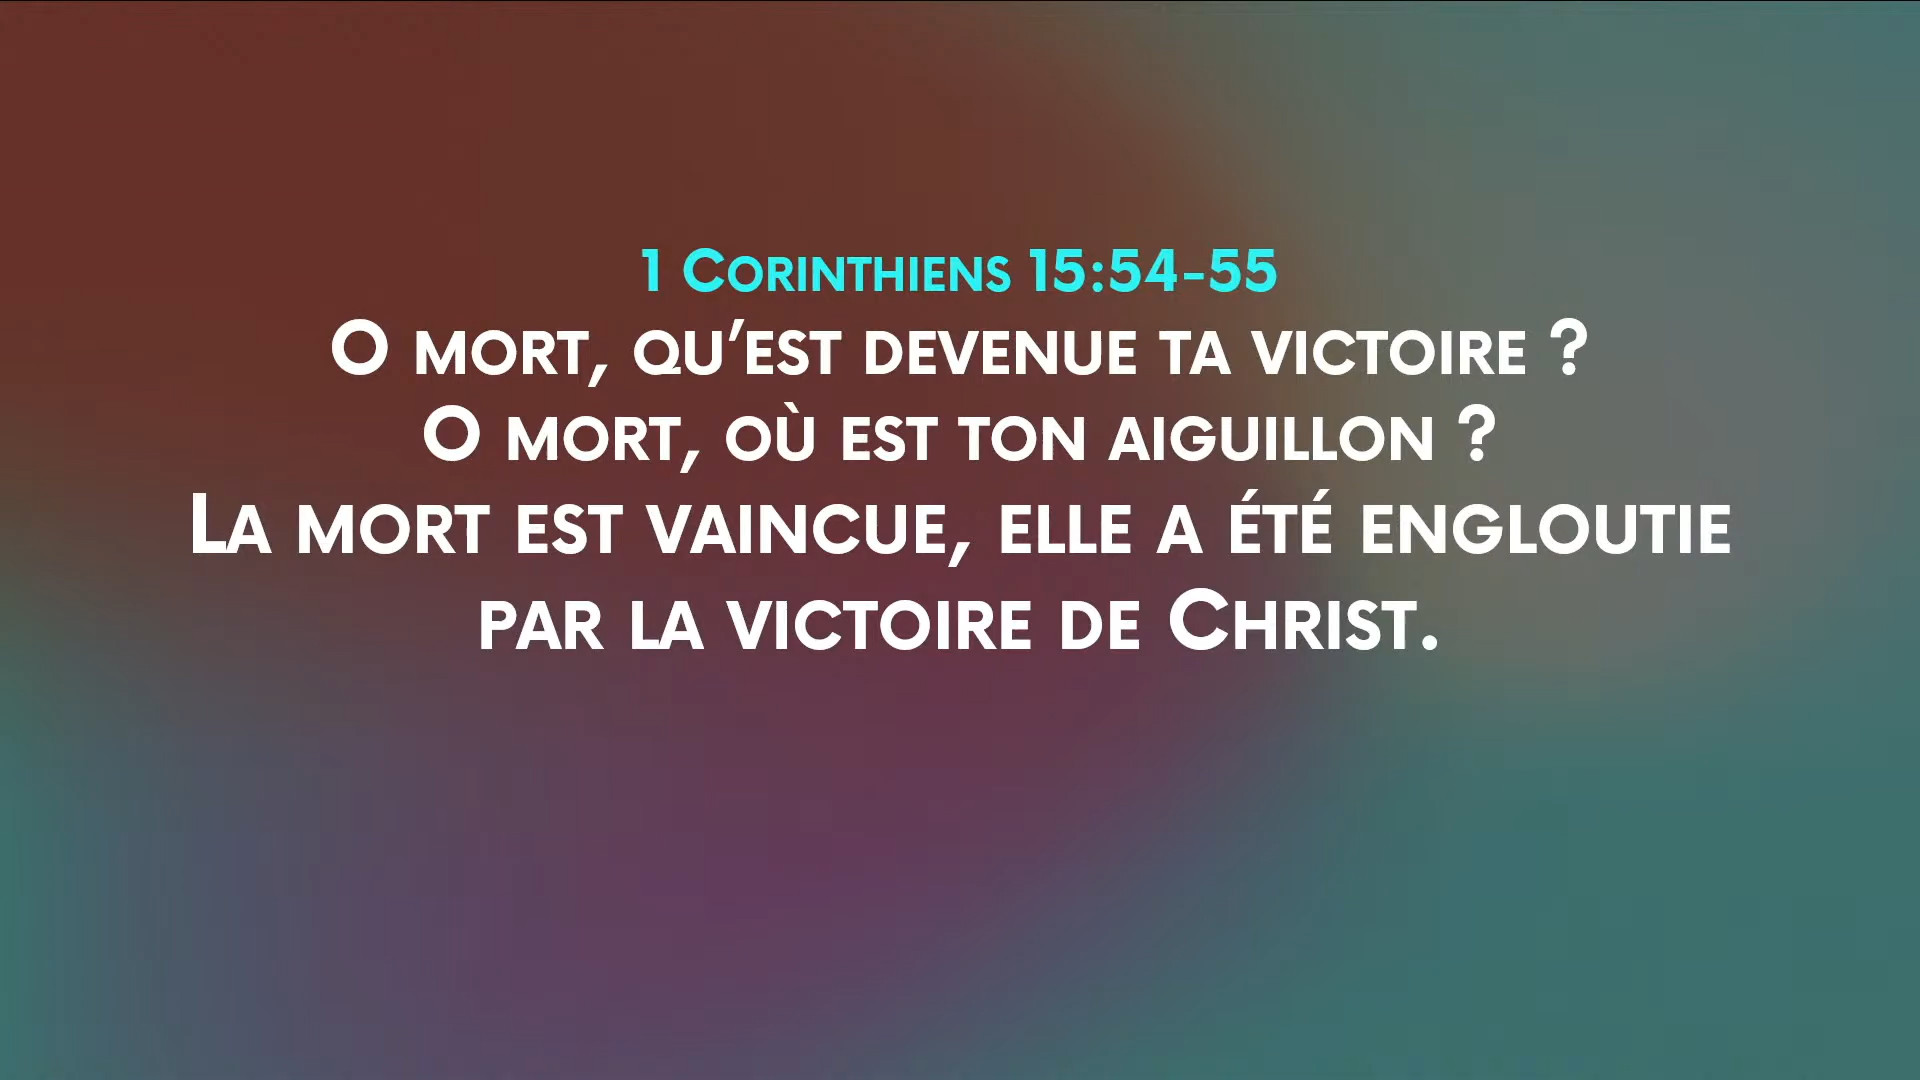 1 Corinthiens 15:54-55
O mort, qu’est devenue ta victoire ?
O mort, où est ton aiguillon ?
La mort est vaincue, elle a été engloutie
par la victoire de Christ.